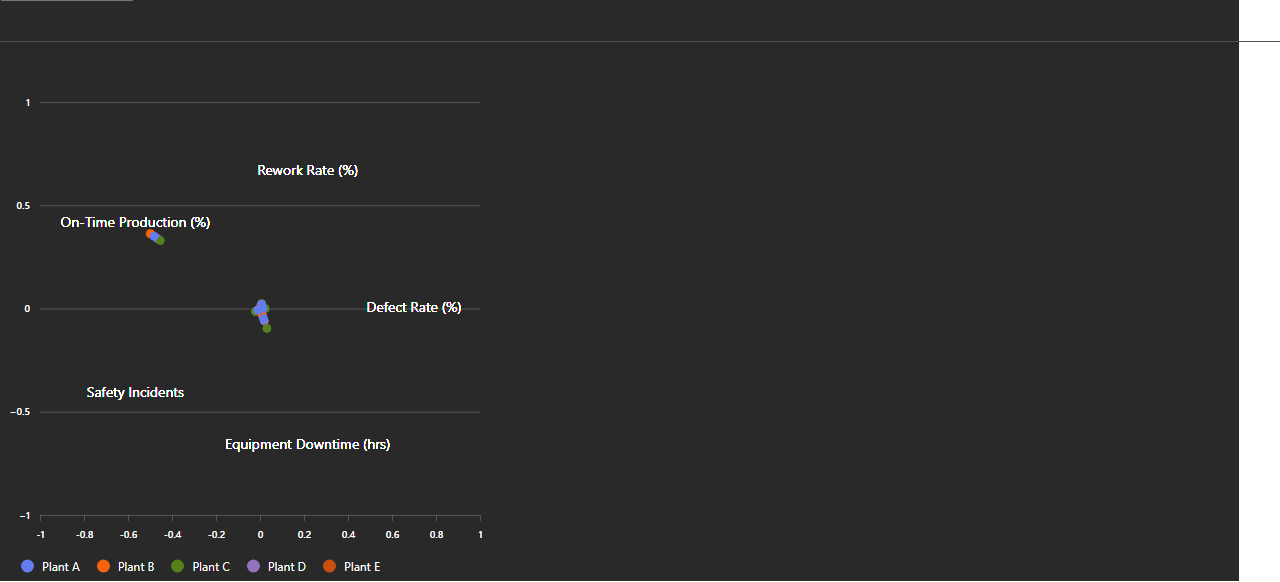 1
Rework Rate (%)
0.5
On-Time Production (%)
0
Defect Rate (%)
Safety Incidents
−0.5
Equipment Downtime (hrs)
−1
-1 -0.8 -0.6 -0.4 -0.2 0 0.2 0.4 0.6 0.8 1
Plant A Plant B Plant C Plant D Plant E